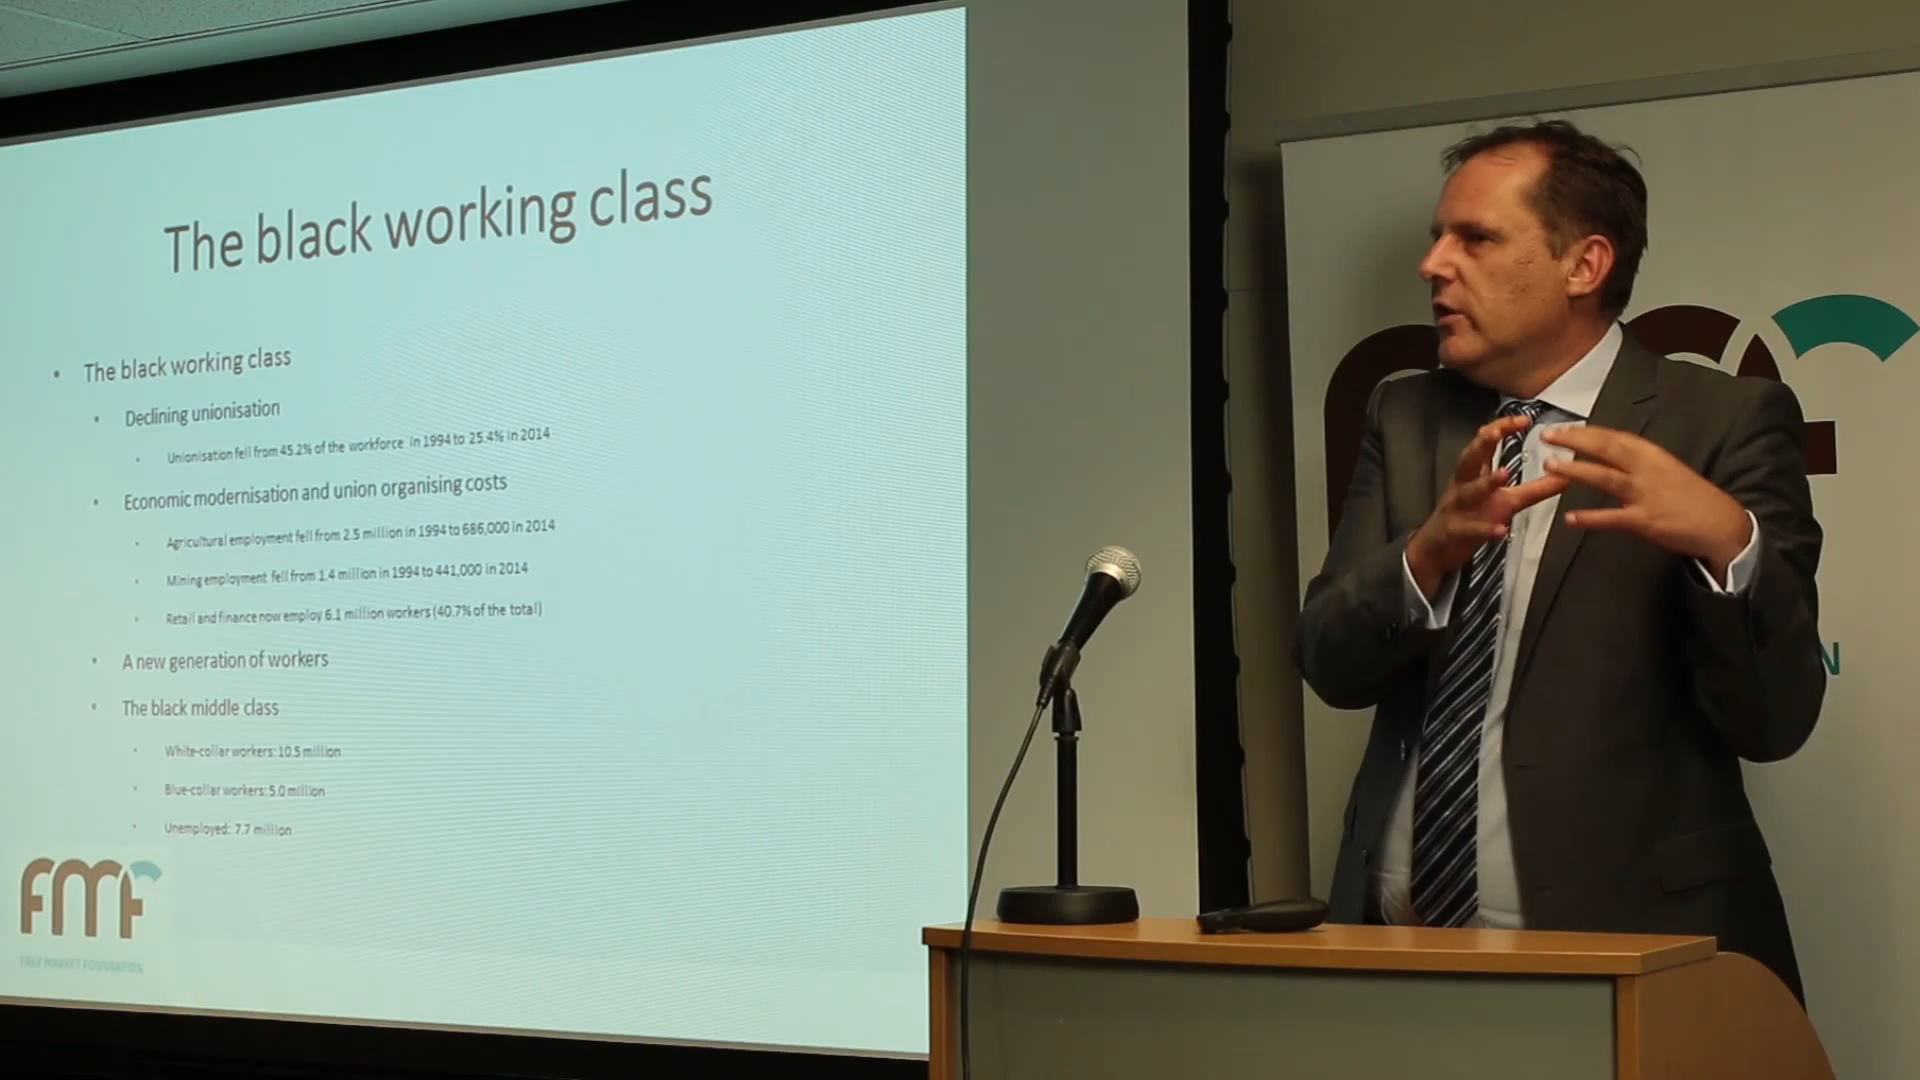 The black working class
• The black working class
• Declining unionisation
• Unionisation fell from 45.2% of the workforce in 1994 to 25.4% in 2014
• Economic modernisation and union organising costs
• Agricultural employment fell from 2.5 million in 1994 to 686,000 in 2014
• Mining employment fell from 1.4 million in 1994 to 441,000 in 2014
• Retail and finance now employ 6.1 million workers (40.7% of the total)
• A new generation of workers
• The black middle class
• White-collar workers: 10.5 million
• Blue-collar workers: 5.0 million
• Unemployed: 7.7 million
FMF
FREE MARKET FOUNDATION
N